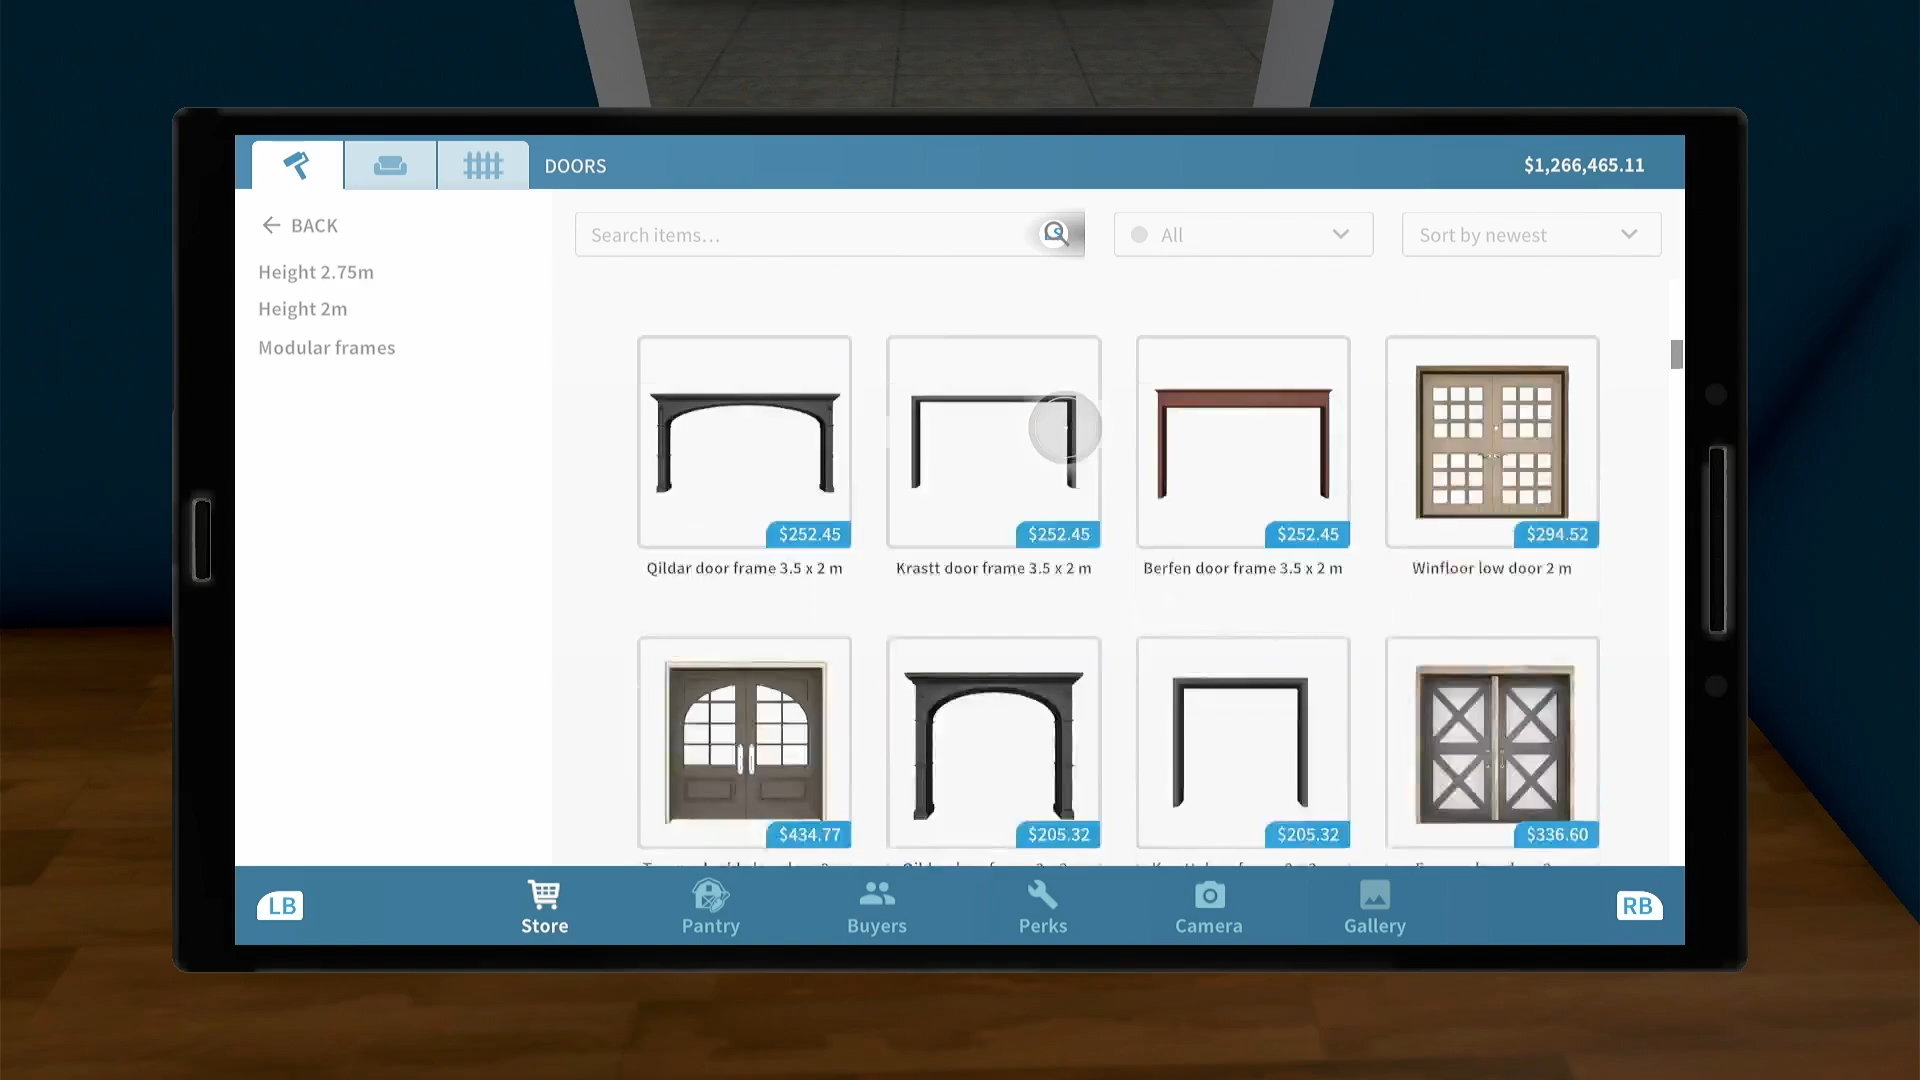 DOORS
$1,266,465.11
BACK
Height 2.75m
Height 2m
Modular frames
Search items...
All
Sort by newest
$252.45
$252.45
$252.45
$294.52
Qildar door frame 3.5 x 2 m
Krastt door frame 3.5 x 2 m
Berfen door frame 3.5 x 2 m
Winfloor low door 2 m
$434.77
$205.32
$205.32
$336.60
LB
Store
Pantry
Buyers
Perks
Camera
Gallery
RB